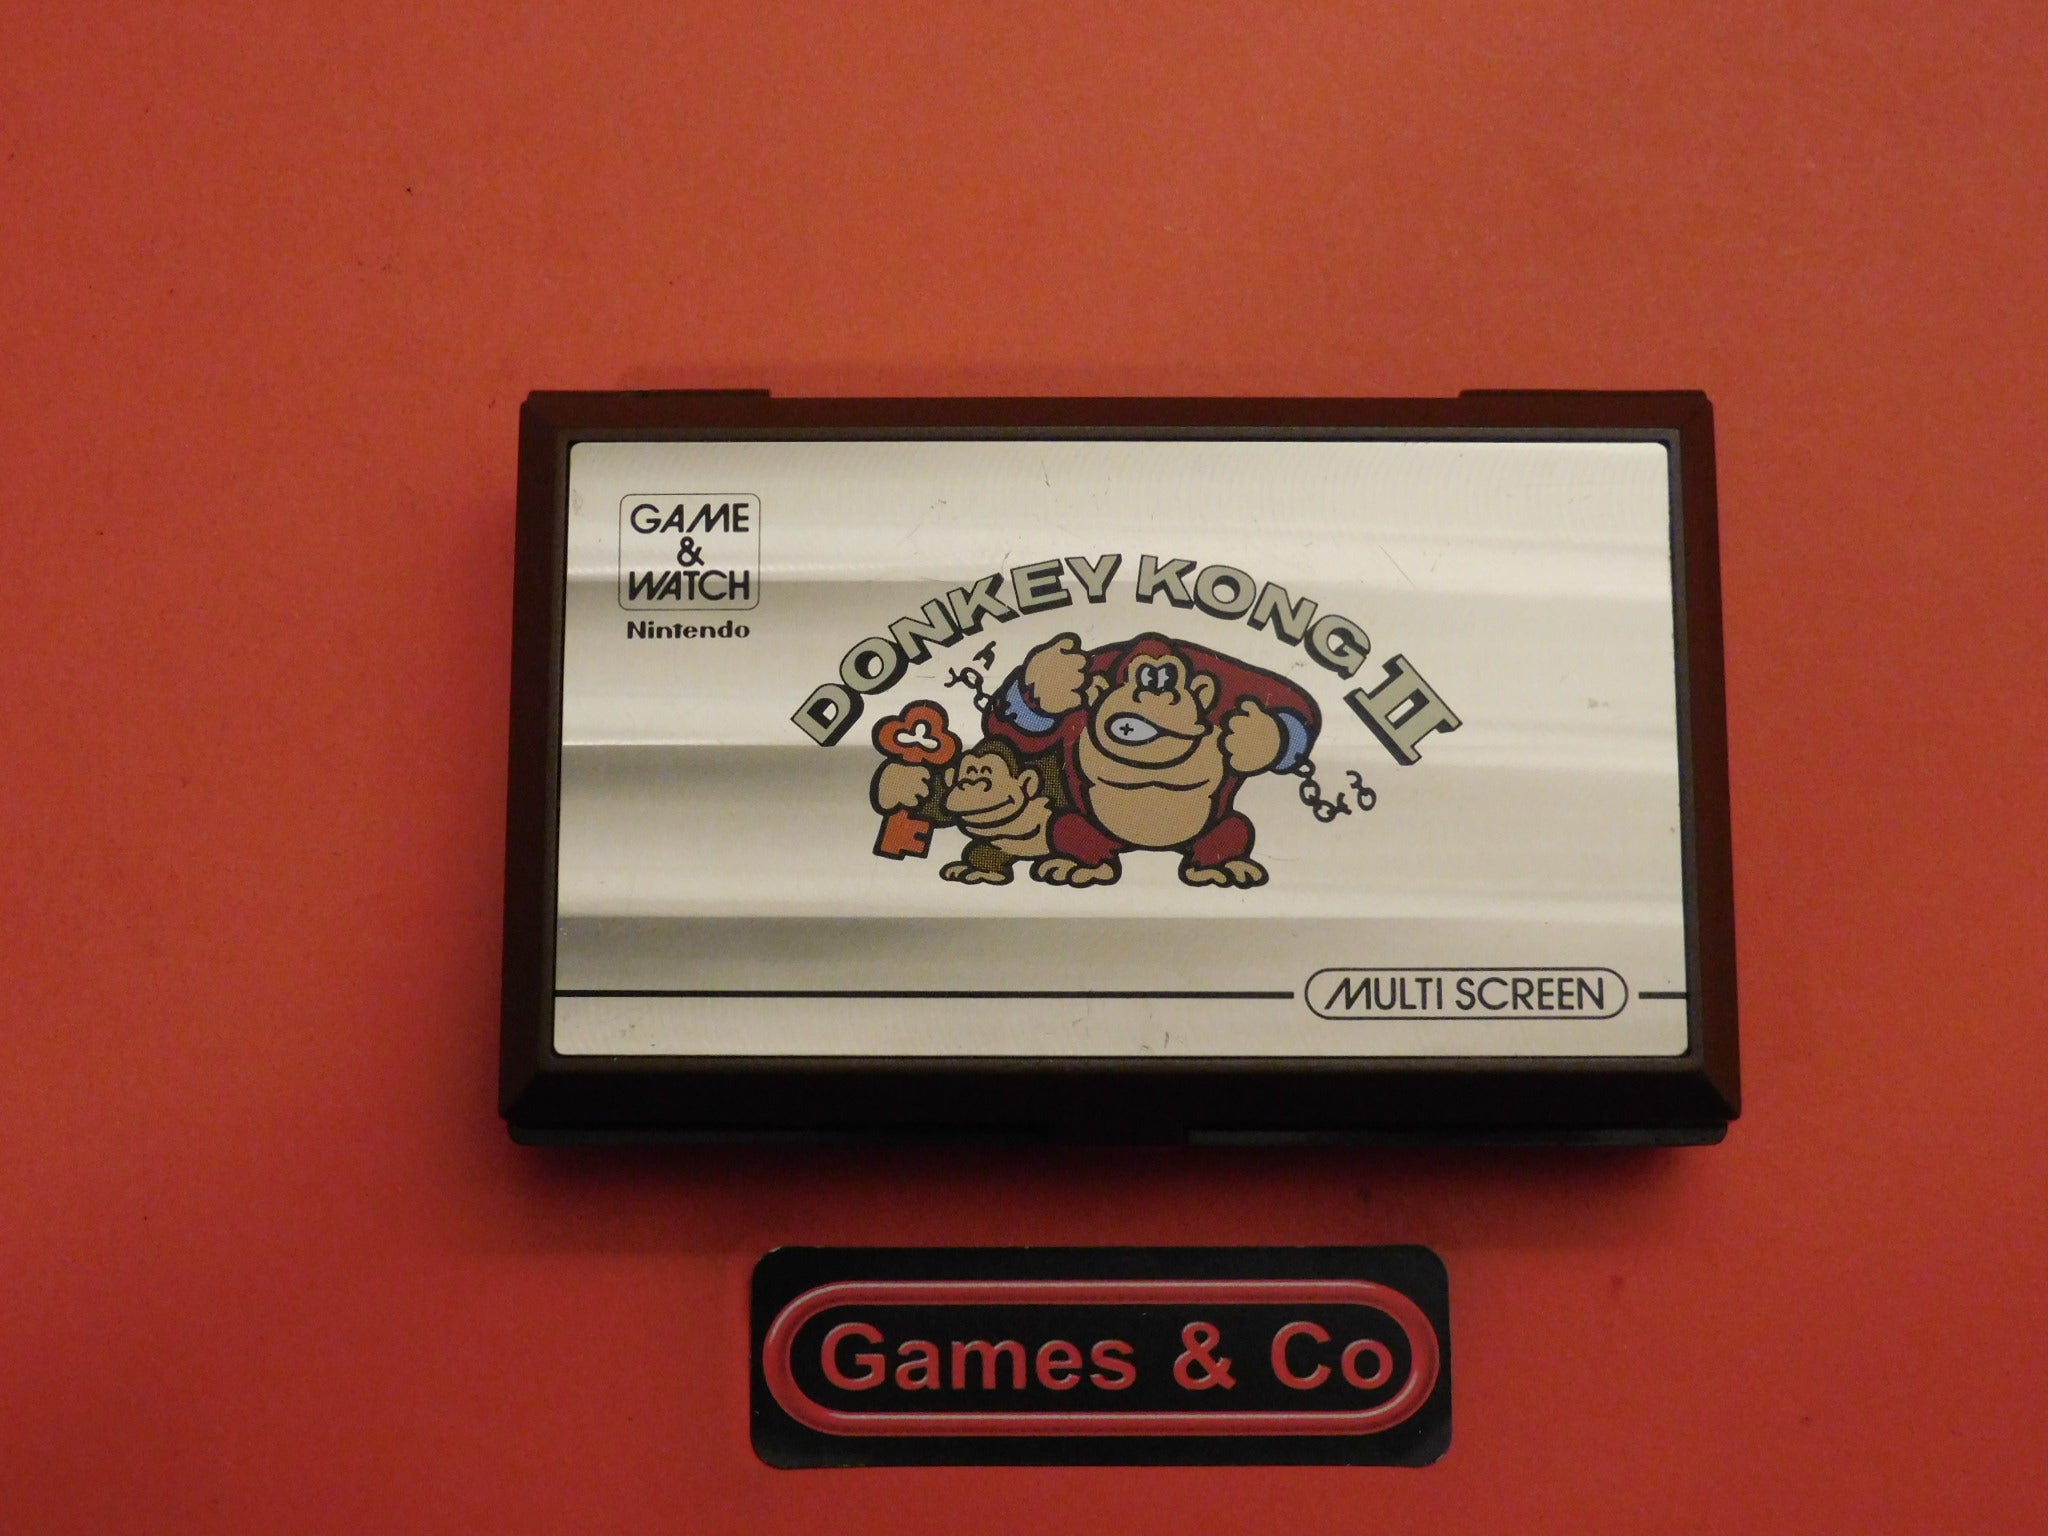 GAME
&
WATCH
Nintendo
DONKEY KONG II
MULTI SCREEN
Games & Co